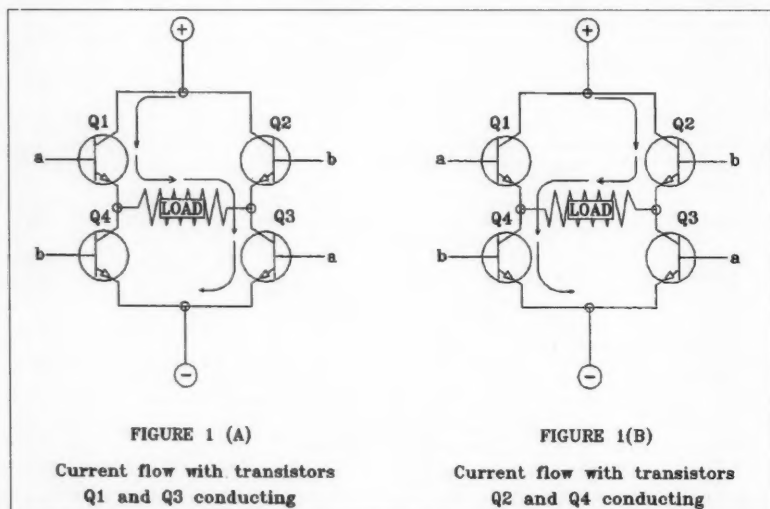 + +
Q1 Q2 Q1 Q2
a b a b
LOAD LOAD
Q4 Q3 Q4 Q3
b a b a
− −
FIGURE 1 (A)
Current flow with transistors
Q1 and Q3 conducting
FIGURE 1(B)
Current flow with transistors
Q2 and Q4 conducting